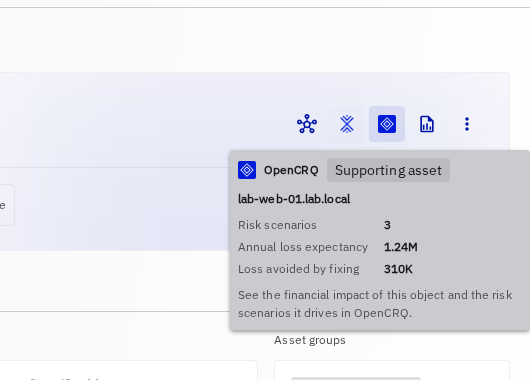 e
OpenCRQ Supporting asset
lab-web-01.lab.local
Risk scenarios 3
Annual loss expectancy 1.24M
Loss avoided by fixing 310K
See the financial impact of this object and the risk
scenarios it drives in OpenCRQ.
Asset groups